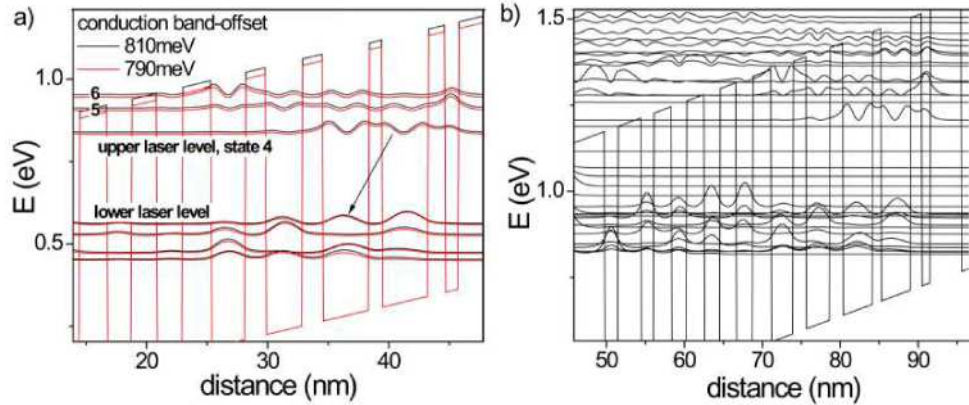 a)
conduction band-offset
810meV
790meV
6
5
upper laser level, state 4
lower laser level
1.0
0.5
E (eV)
20
30
40
distance (nm)
b)
1.5
1.0
E (eV)
50
60
70
80
90
distance (nm)